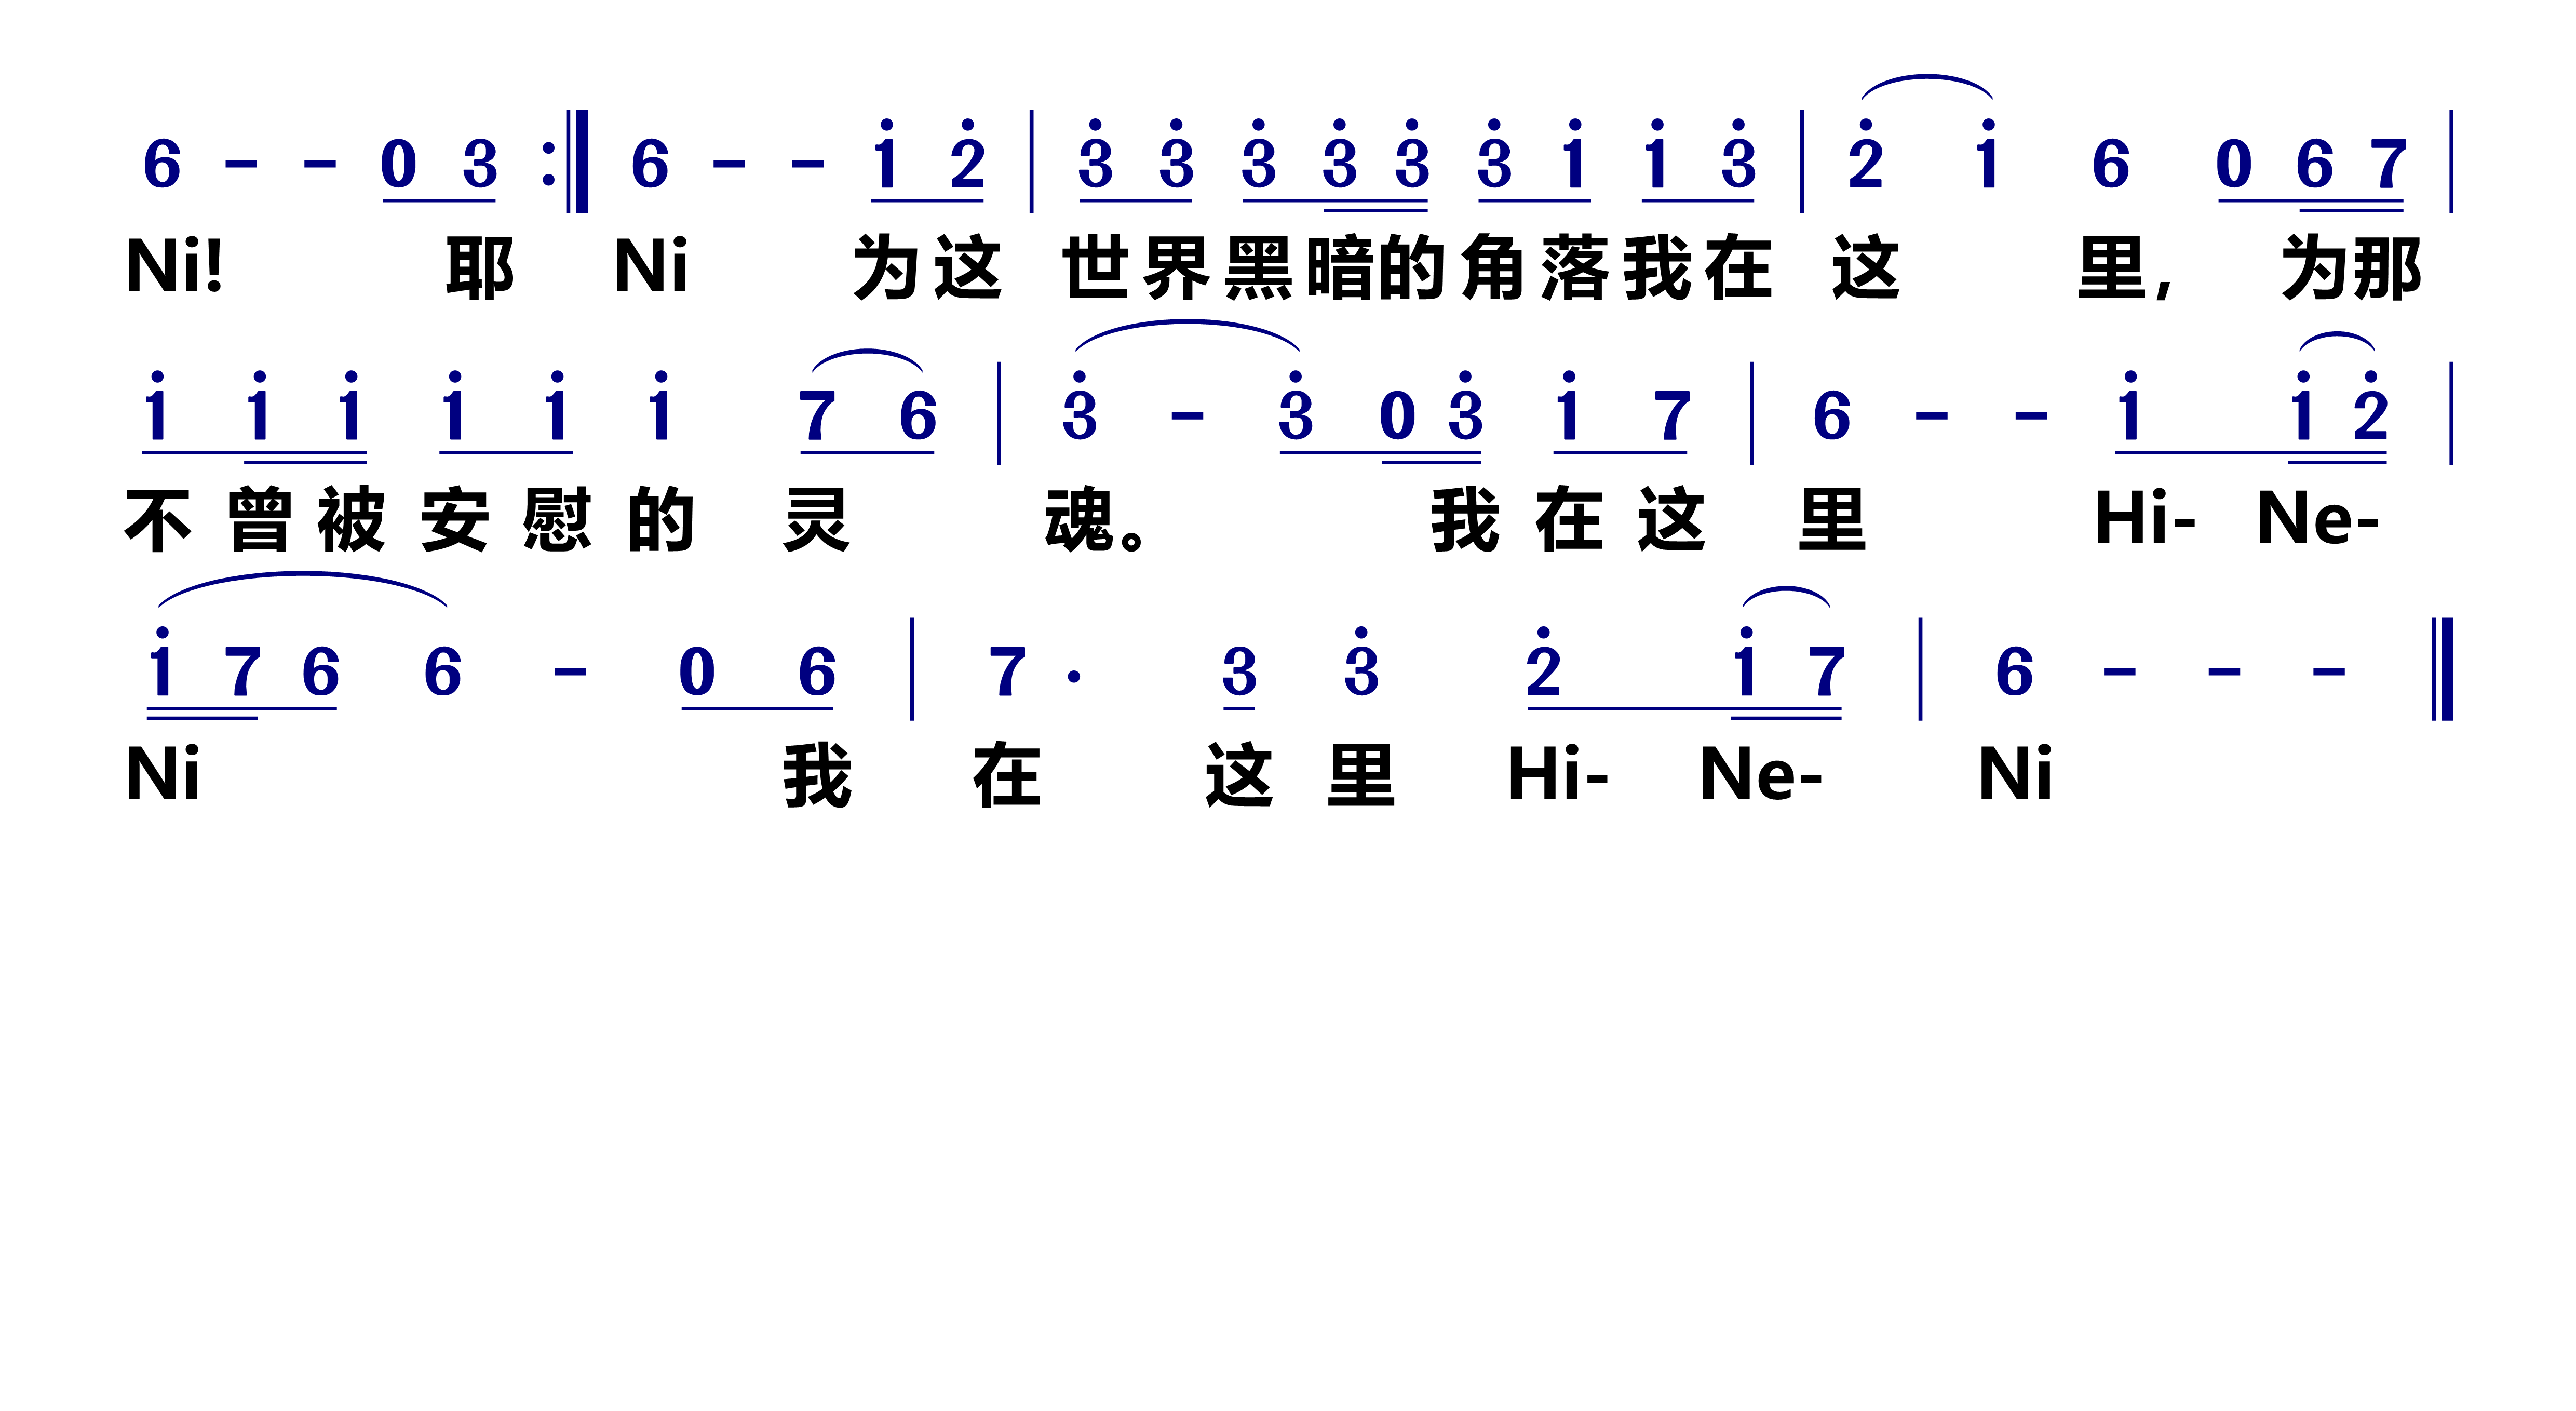 6 - - 0 3 :‖ 6 - - 1̇ 2̇ | 3̇ 3̇ 3̇ 3̇ 3̇ 3̇ 1̇ 1̇ 3̇ | 2̇ 1̇ 6 0 6 7 |
Ni! 耶 Ni 为这 世界黑暗的角落我在 这 里, 为那
1̇ 1̇ 1̇ 1̇ 1̇ 1̇ 7 6 | 3̇ - 3̇ 0 3̇ 1̇ 7 | 6 - - 1̇ 1̇ 2̇ |
不曾被安慰的 灵 魂。 我在这 里 Hi- Ne-
1̇ 7 6 6 - 0 6 | 7 · 3 3̇ 2̇ 1̇ 7 | 6 - - - ‖
Ni 我 在 这里 Hi- Ne- Ni